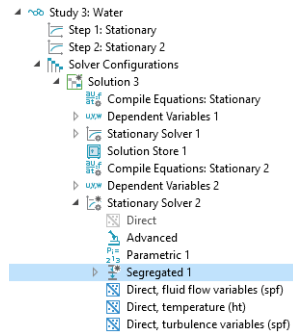 Study 3: Water
Step 1: Stationary
Step 2: Stationary 2
Solver Configurations
Solution 3
Compile Equations: Stationary
Dependent Variables 1
Stationary Solver 1
Solution Store 1
Compile Equations: Stationary 2
Dependent Variables 2
Stationary Solver 2
Direct
Advanced
Parametric 1
Segregated 1
Direct, fluid flow variables (spf)
Direct, temperature (ht)
Direct, turbulence variables (spf)